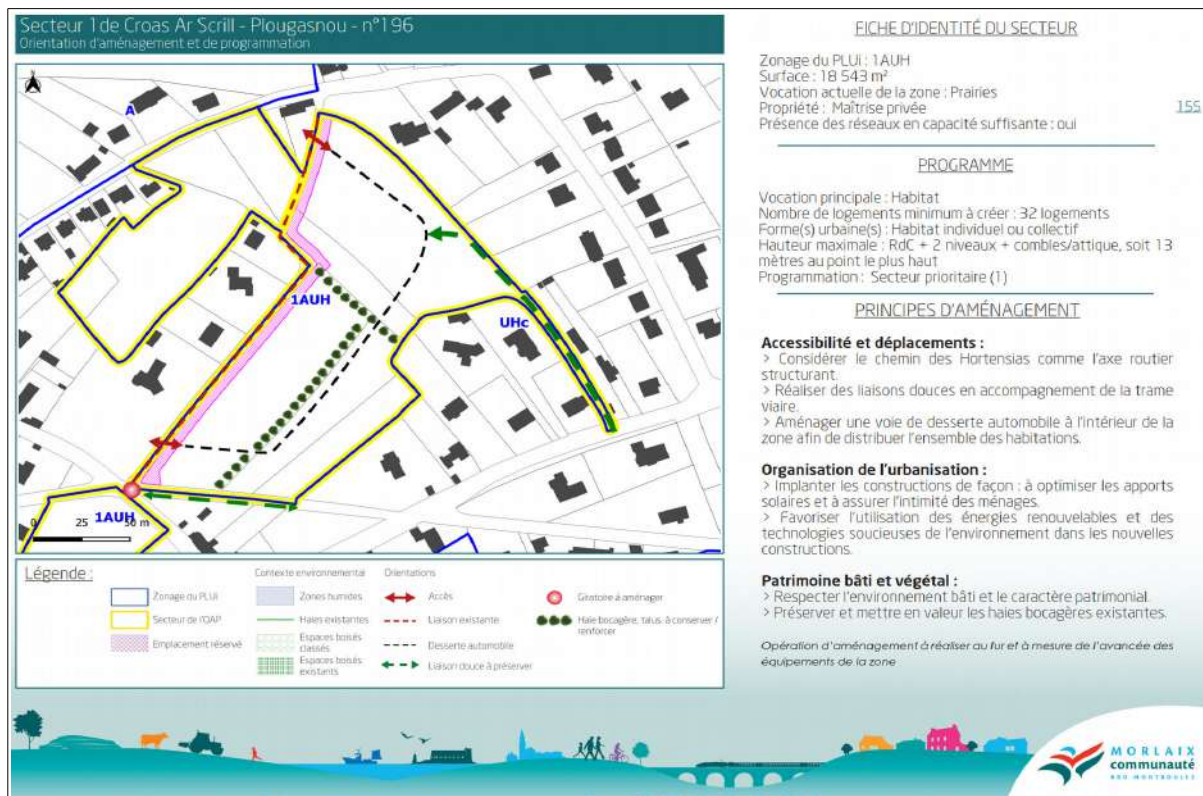 Secteur 1 de Croas Ar Scrill - Plougasnou - n°196
Orientation d'aménagement et de programmation
A
1AUH
UHc
1AUH
0 25 50 m
Légende :
Zonage du PLUi
Secteur de l'OAP
Emplacement réservé
Contexte environnemental
Zones humides
Haies existantes
Espaces boisés
classés
Espaces boisés
existants
Orientations
Accès
Liaison existante
Desserte automobile
Liaison douce à préserver
Giratoire à aménager
Haie bocagère, talus, à conserver /
renforcer
FICHE D'IDENTITÉ DU SECTEUR
Zonage du PLUi : 1AUH
Surface : 18 543 m²
Vocation actuelle de la zone : Prairies
Propriété : Maîtrise privée
Présence des réseaux en capacité suffisante : oui
155
PROGRAMME
Vocation principale : Habitat
Nombre de logements minimum à créer : 32 logements
Forme(s) urbaine(s) : Habitat individuel ou collectif
Hauteur maximale : RdC + 2 niveaux + combles/attique, soit 13
mètres au point le plus haut
Programmation : Secteur prioritaire (1)
PRINCIPES D'AMÉNAGEMENT
Accessibilité et déplacements :
> Considérer le chemin des Hortensias comme l'axe routier
structurant.
> Réaliser des liaisons douces en accompagnement de la trame
viaire.
> Aménager une voie de desserte automobile à l'intérieur de la
zone afin de distribuer l'ensemble des habitations.
Organisation de l'urbanisation :
> Implanter les constructions de façon : à optimiser les apports
solaires et à assurer l'intimité des ménages.
> Favoriser l'utilisation des énergies renouvelables et des
technologies soucieuses de l'environnement dans les nouvelles
constructions.
Patrimoine bâti et végétal :
> Respecter l'environnement bâti et le caractère patrimonial.
> Préserver et mettre en valeur les haies bocagères existantes.
Opération d'aménagement à réaliser au fur et à mesure de l'avancée des
équipements de la zone
MORLAIX
communauté
BRO MONTROULEZ